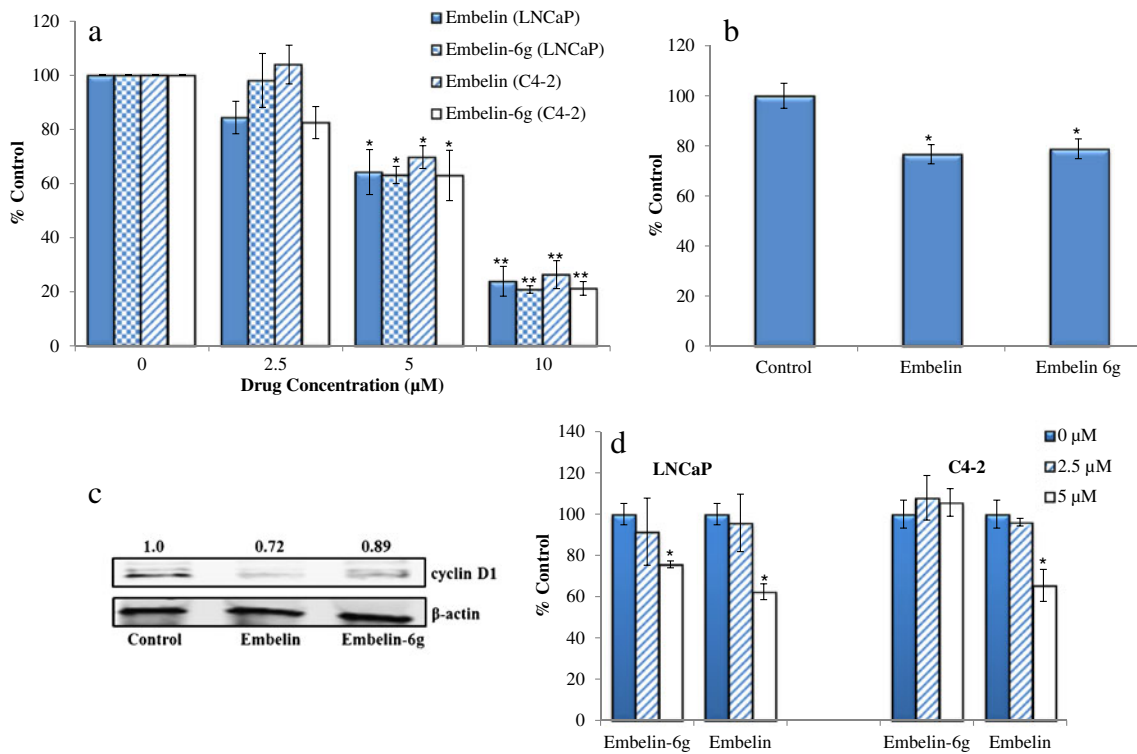 a
Embelin (LNCaP)
Embelin-6g (LNCaP)
Embelin (C4-2)
Embelin-6g (C4-2)
% Control
120
100
80
60
40
20
0
* * * *
** ** ** **
0 2.5 5 10
Drug Concentration (µM)
b
% Control
120
100
80
60
40
20
0
* *
Control Embelin Embelin 6g
c
1.0 0.72 0.89
cyclin D1
β-actin
Control Embelin Embelin-6g
d
0 µM
2.5 µM
5 µM
LNCaP C4-2
% Control
140
120
100
80
60
40
20
0
* * *
Embelin-6g Embelin Embelin-6g Embelin